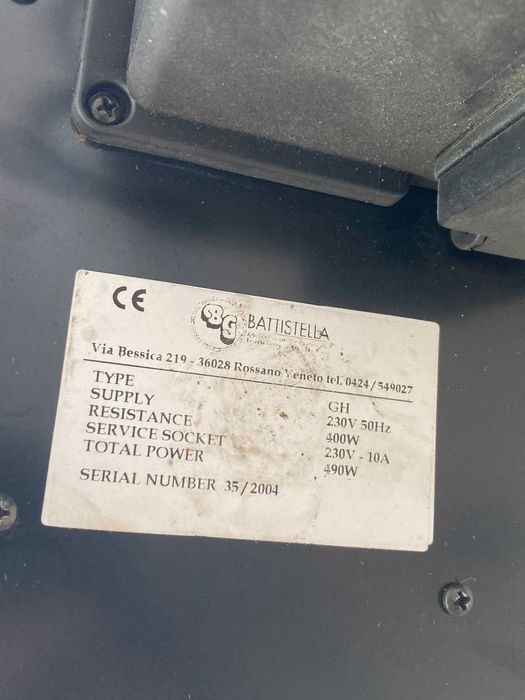 CE
BG BATTISTELLA
Via Bessica 219 - 36028 Rossano Veneto tel. 0424/549027
TYPE GH
SUPPLY 230V 50Hz
RESISTANCE 400W
SERVICE SOCKET 230V - 10A
TOTAL POWER 490W
SERIAL NUMBER 35/2004